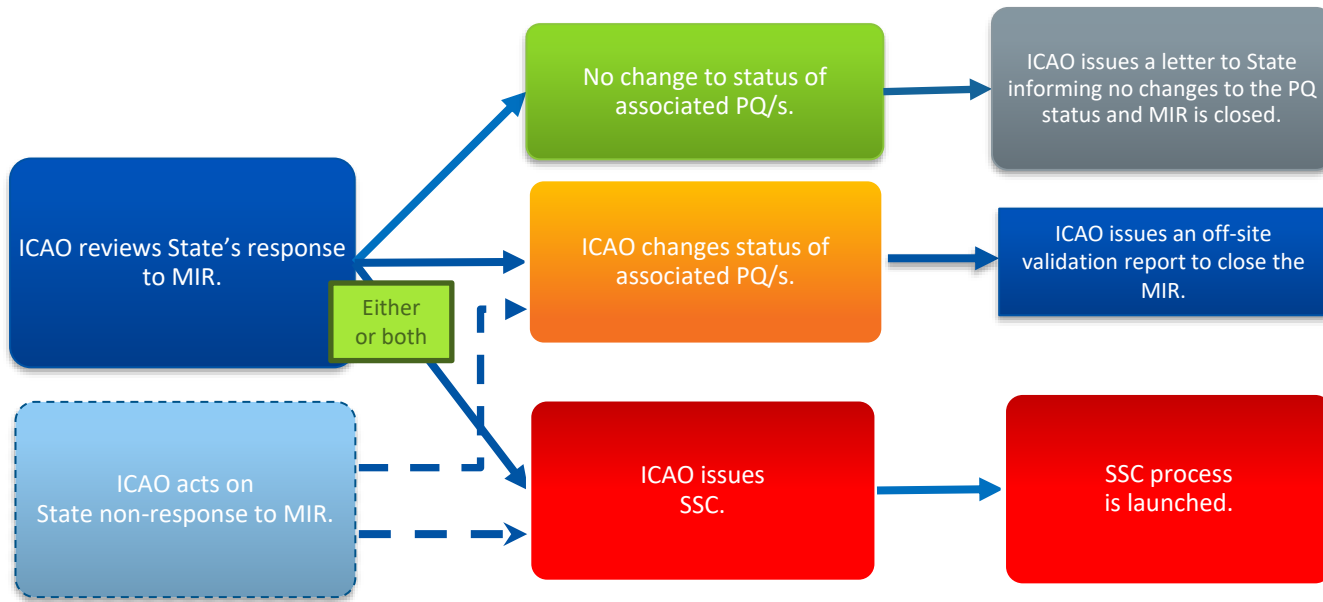 No change to status of
associated PQ/s.
ICAO issues a letter to State
informing no changes to the PQ
status and MIR is closed.
ICAO reviews State’s response
to MIR.
ICAO changes status of
associated PQ/s.
ICAO issues an off-site
validation report to close the
MIR.
Either
or both
ICAO acts on
State non-response to MIR.
ICAO issues
SSC.
SSC process
is launched.